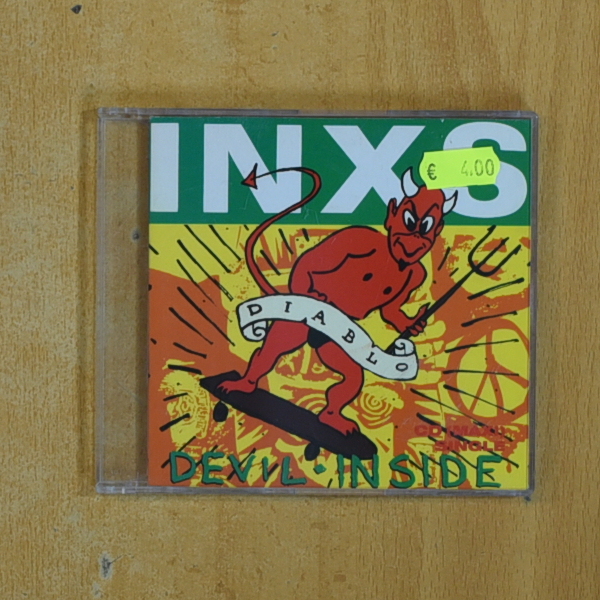 INXS
€ 4.00
DIABLO
CD (MAXI)
SINGLE
DEVIL·INSIDE